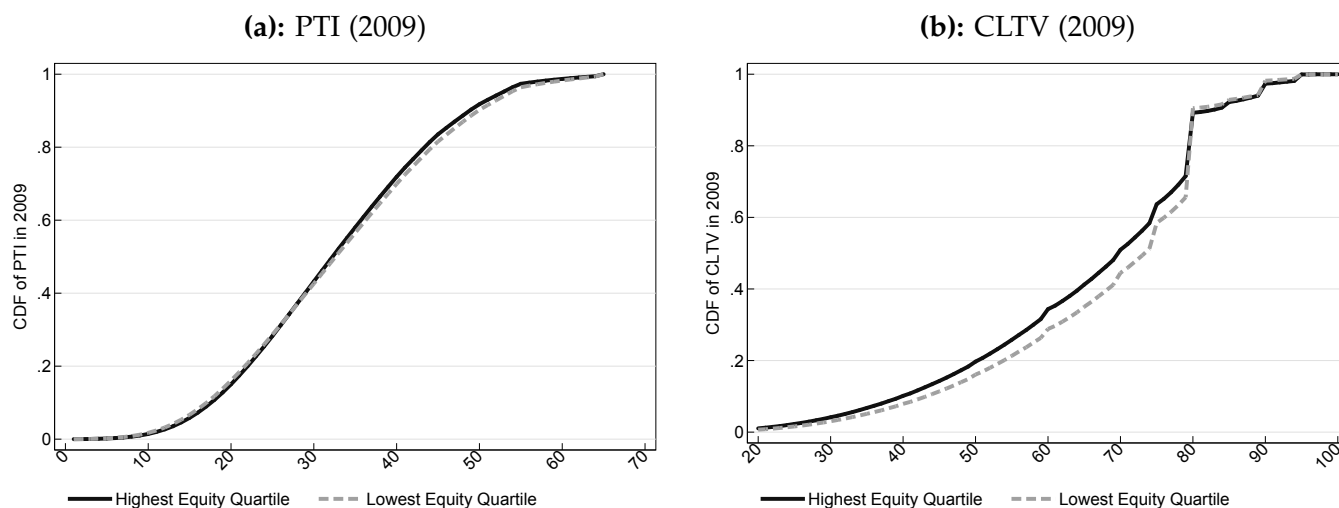 (a): PTI (2009)
CDF of PTI in 2009
1
.8
.6
.4
.2
0
0 10 20 30 40 50 60 70
Highest Equity Quartile Lowest Equity Quartile
(b): CLTV (2009)
CDF of CLTV in 2009
1
.8
.6
.4
.2
0
20 30 40 50 60 70 80 90 100
Highest Equity Quartile Lowest Equity Quartile